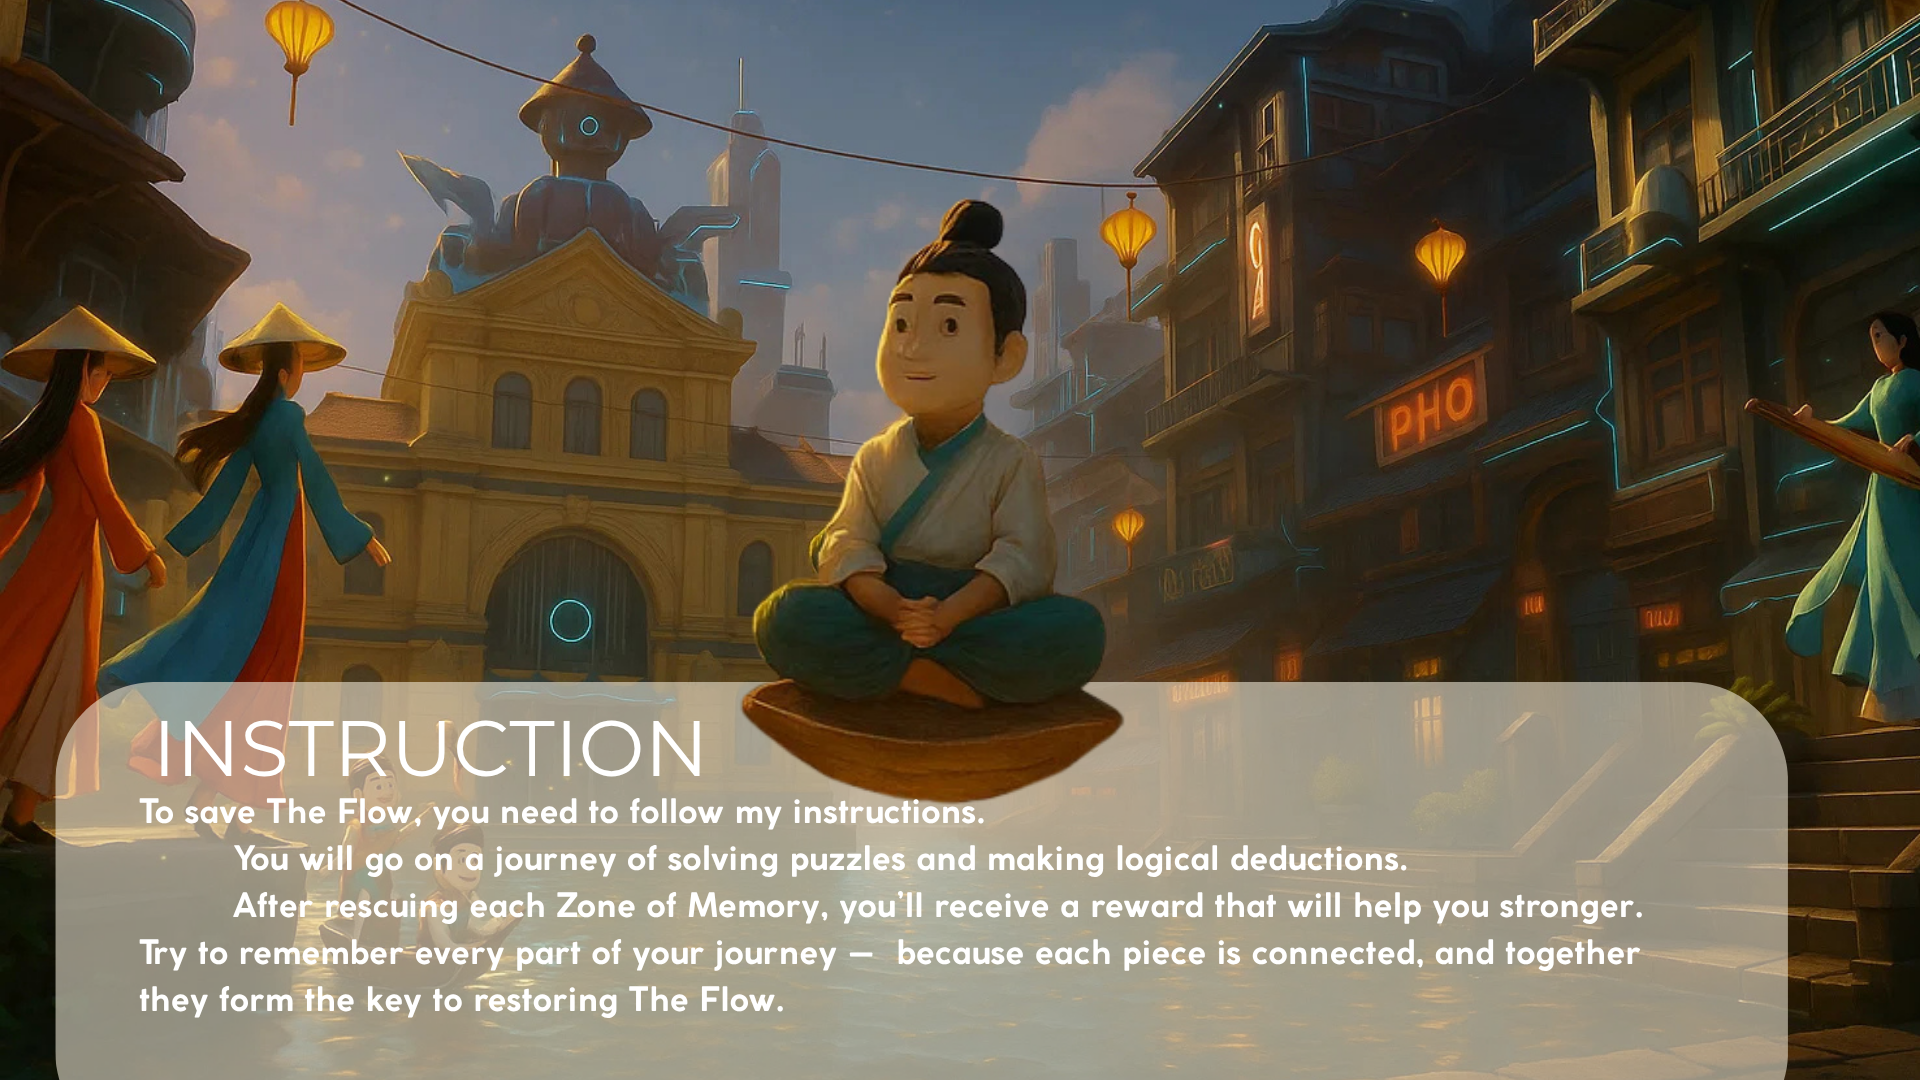 PHO
INSTRUCTION
To save The Flow, you need to follow my instructions.
You will go on a journey of solving puzzles and making logical deductions.
After rescuing each Zone of Memory, you’ll receive a reward that will help you stronger.
Try to remember every part of your journey — because each piece is connected, and together
they form the key to restoring The Flow.